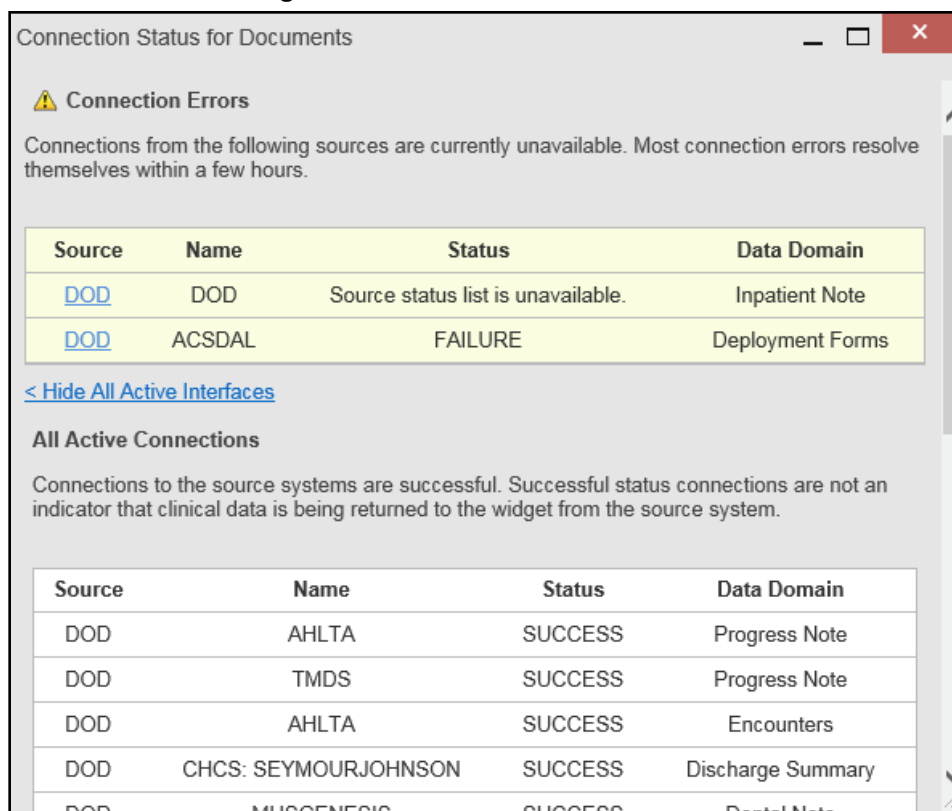 Connection Status for Documents
Connection Errors
Connections from the following sources are currently unavailable. Most connection errors resolve
themselves within a few hours.
Source Name Status Data Domain
DOD DOD Source status list is unavailable. Inpatient Note
DOD ACSDAL FAILURE Deployment Forms
< Hide All Active Interfaces
All Active Connections
Connections to the source systems are successful. Successful status connections are not an
indicator that clinical data is being returned to the widget from the source system.
Source Name Status Data Domain
DOD AHLTA SUCCESS Progress Note
DOD TMDS SUCCESS Progress Note
DOD AHLTA SUCCESS Encounters
DOD CHCS: SEYMOURJOHNSON SUCCESS Discharge Summary
DOD SUCCESS Dental Note